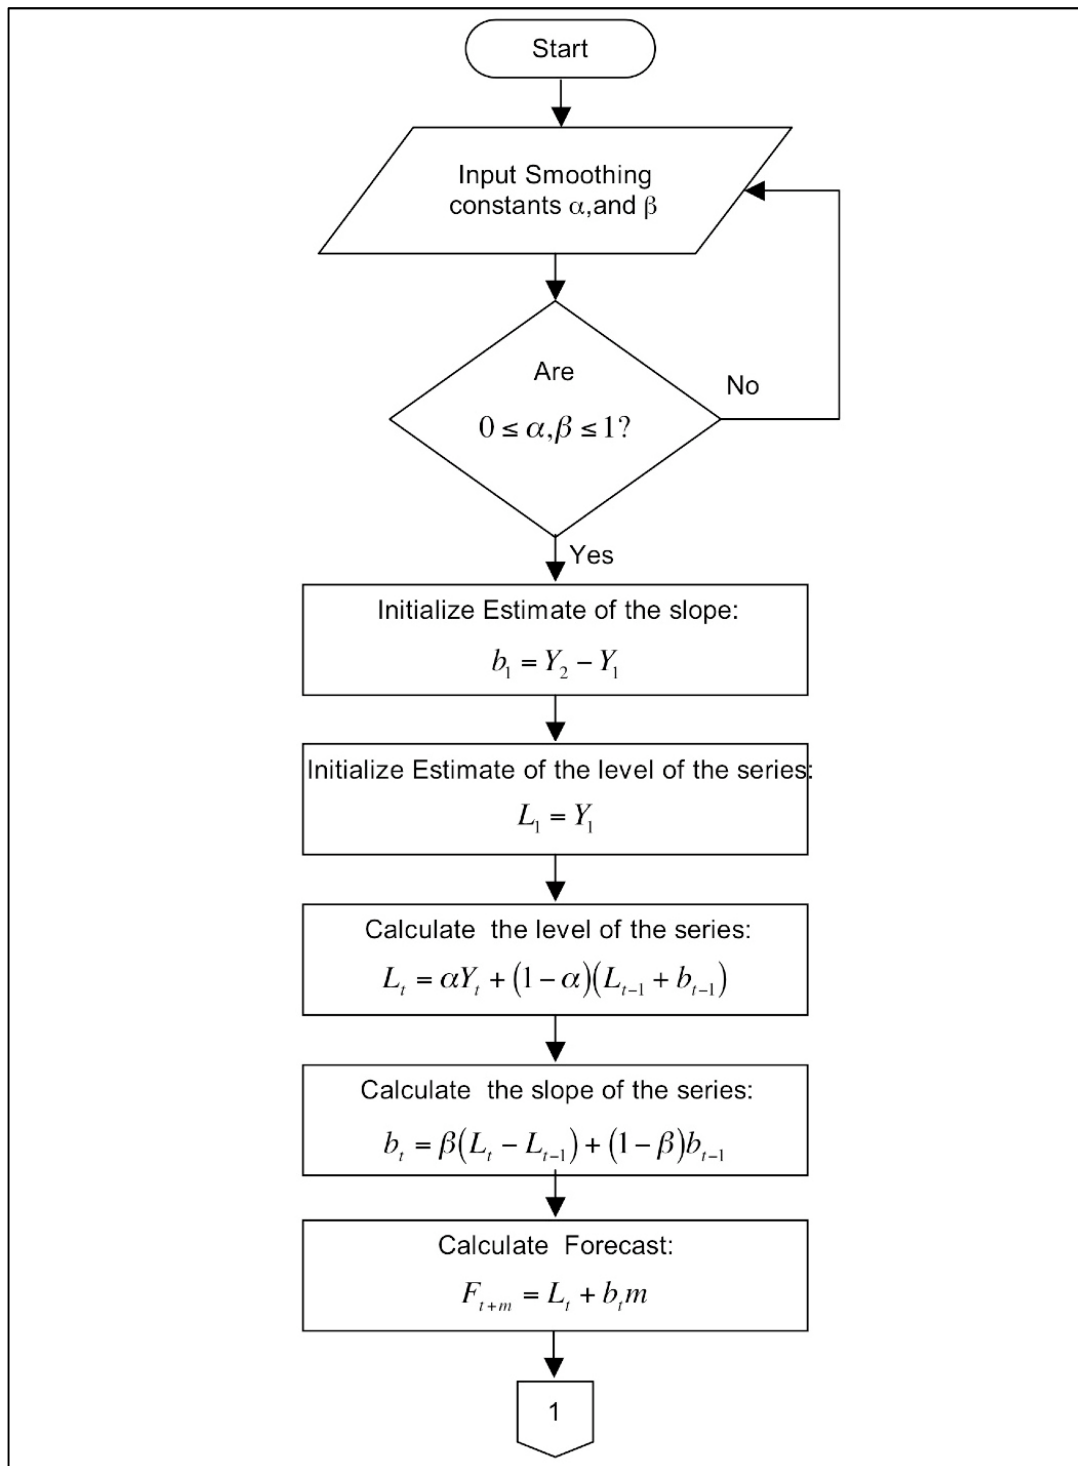 Start
Input Smoothing
constants α,and β
Are
0 ≤ α,β ≤ 1?
No
Yes
Initialize Estimate of the slope:
b₁ = Y₂ − Y₁
Initialize Estimate of the level of the series:
L₁ = Y₁
Calculate the level of the series:
Lₜ = αYₜ + (1 − α)(Lₜ₋₁ + bₜ₋₁)
Calculate the slope of the series:
bₜ = β(Lₜ − Lₜ₋₁) + (1 − β)bₜ₋₁
Calculate Forecast:
Fₜ₊ₘ = Lₜ + bₜm
1